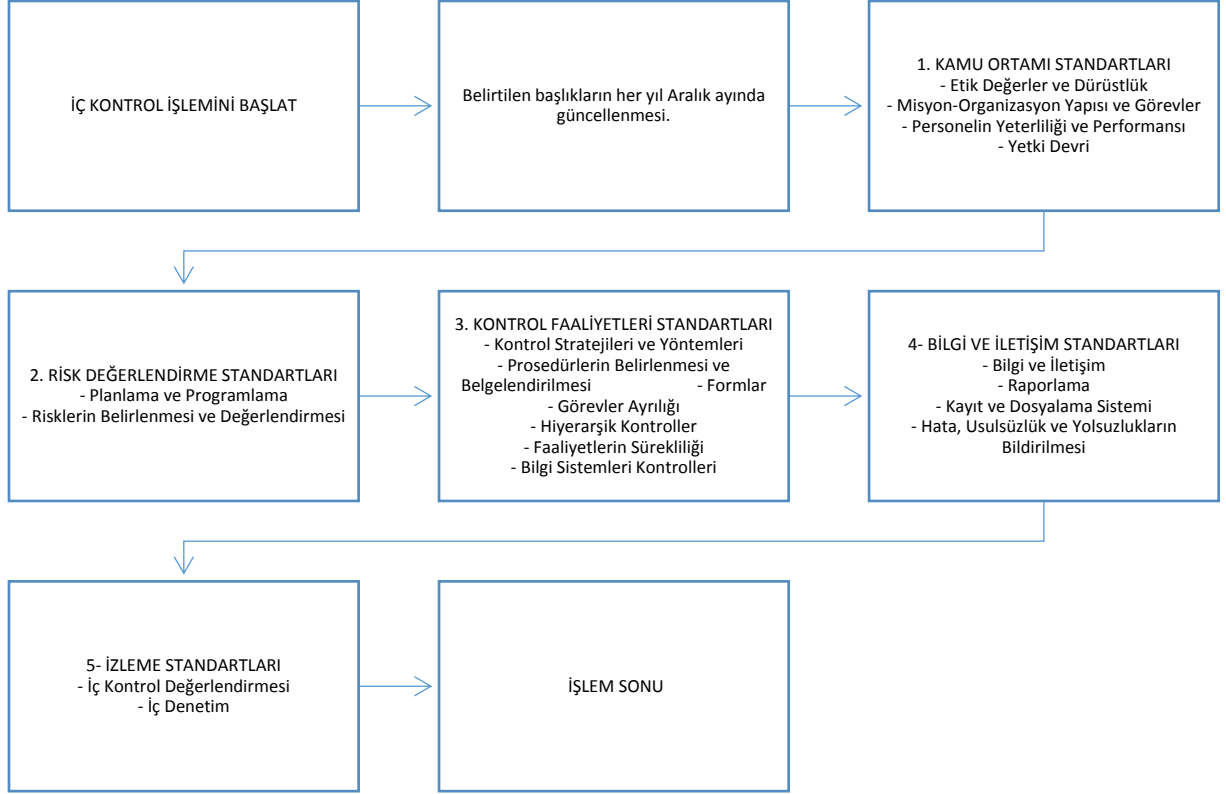 İÇ KONTROL İŞLEMİNİ BAŞLAT
Belirtilen başlıkların her yıl Aralık ayında
güncellenmesi.
1. KAMU ORTAMI STANDARTLARI
- Etik Değerler ve Dürüstlük
- Misyon-Organizasyon Yapısı ve Görevler
- Personelin Yeterliliği ve Performansı
- Yetki Devri
2. RİSK DEĞERLENDİRME STANDARTLARI
- Planlama ve Programlama
- Risklerin Belirlenmesi ve Değerlendirmesi
3. KONTROL FAALİYETLERİ STANDARTLARI
- Kontrol Stratejileri ve Yöntemleri
- Prosedürlerin Belirlenmesi ve
Belgelendirilmesi - Formlar
- Görevler Ayrılığı
- Hiyerarşik Kontroller
- Faaliyetlerin Sürekliliği
- Bilgi Sistemleri Kontrolleri
4- BİLGİ VE İLETİŞİM STANDARTLARI
- Bilgi ve İletişim
- Raporlama
- Kayıt ve Dosyalama Sistemi
- Hata, Usulsüzlük ve Yolsuzlukların
Bildirilmesi
5- İZLEME STANDARTLARI
- İç Kontrol Değerlendirmesi
- İç Denetim
İŞLEM SONU